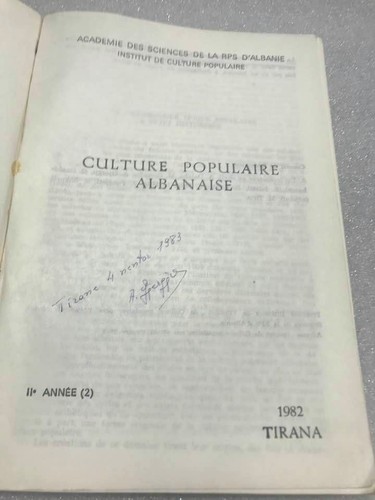 ACADEMIE DES SCIENCES DE LA RPS D'ALBANIE
INSTITUT DE CULTURE POPULAIRE
CULTURE POPULAIRE
ALBANAISE
Tirane 4 nentor 1983
IIe ANNÉE (2)
1982
TIRANA